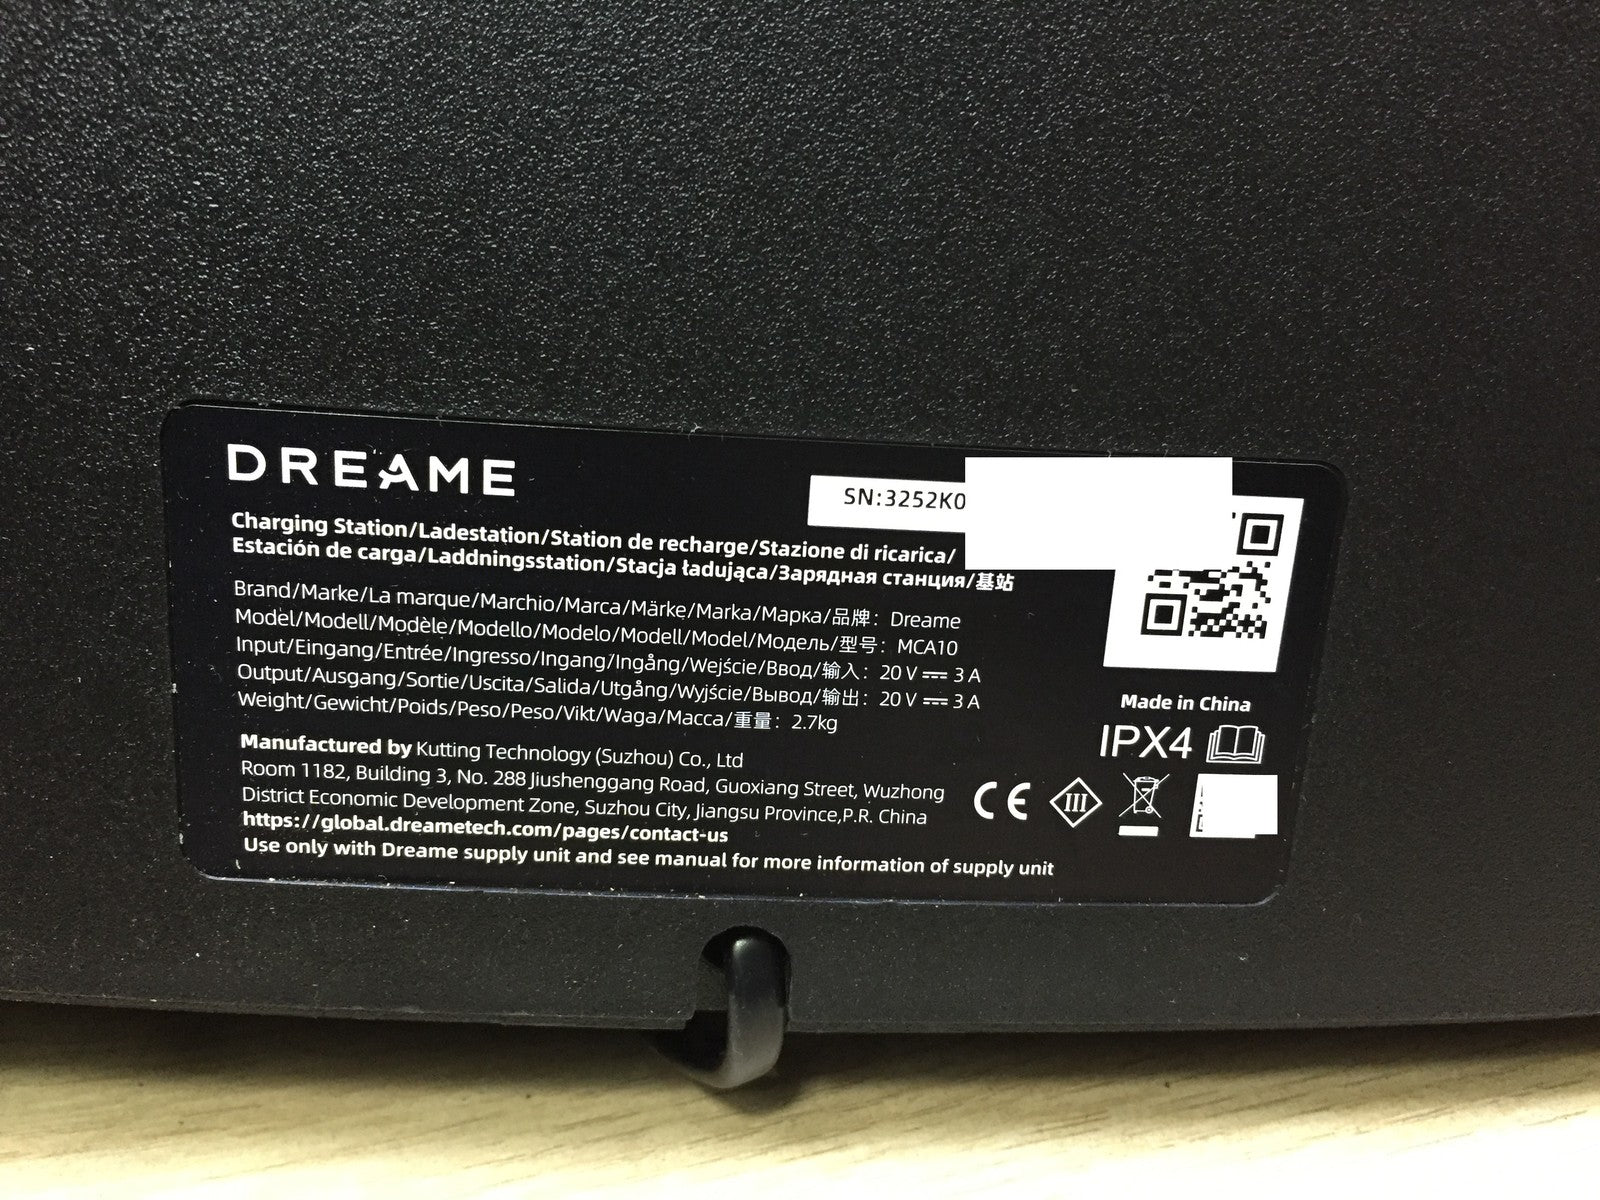 DREAME
SN:3252K0
Charging Station/Ladestation/Station de recharge/Stazione di ricarica/
Estación de carga/Laddningsstation/Stacja ładująca/Зарядная станция/基站
Brand/Marke/La marque/Marchio/Marca/Märke/Marka/Марка/品牌： Dreame
Model/Modell/Modèle/Modello/Modelo/Modell/Model/Модель/型号： MCA10
Input/Eingang/Entrée/Ingresso/Ingang/Ingång/Wejście/Ввод/输入： 20 V ⎓ 3 A
Output/Ausgang/Sortie/Uscita/Salida/Utgång/Wyjście/Вывод/输出： 20 V ⎓ 3 A
Weight/Gewicht/Poids/Peso/Peso/Vikt/Waga/Масса/重量： 2.7kg
Manufactured by Kutting Technology (Suzhou) Co., Ltd
Room 1182, Building 3, No. 288 Jiushenggang Road, Guoxiang Street, Wuzhong
District Economic Development Zone, Suzhou City, Jiangsu Province,P.R. China
https://global.dreametech.com/pages/contact-us
Use only with Dreame supply unit and see manual for more information of supply unit
Made in China
IPX4
CE
III